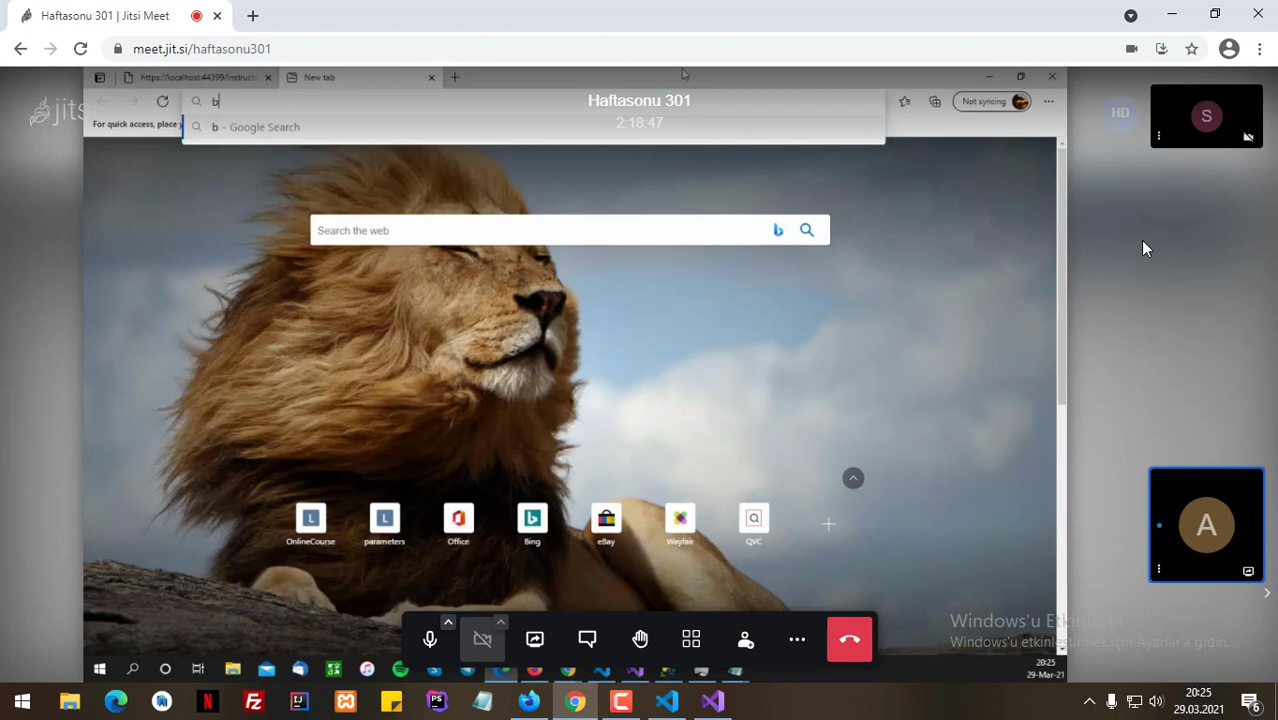 Haftasonu 301 | Jitsi Meet
meet.jit.si/haftasonu301
https://localhost:44399/Instruct
New tab
b
Haftasonu 301
2:18:47
Not syncing
HD
S
jitsi
For quick access, place y
b - Google Search
Search the web
OnlineCourse
parameters
Office
Bing
eBay
Wayfair
QVC
A
Windows'u Etkinleştir
Windows'u etkinleştirmek için Ayarlar'a gidin.
20:25
29-Mar-21
20:25
29.03.2021
6